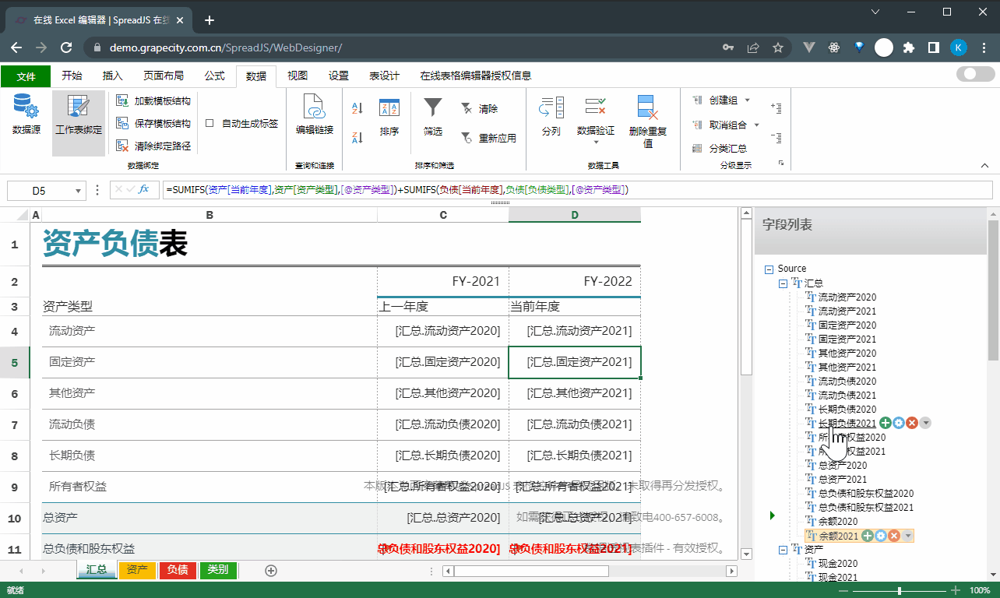 在线 Excel 编辑器 | SpreadJS 在线
demo.grapecity.com.cn/SpreadJS/WebDesigner/
K
文件 开始 插入 页面布局 公式 数据 视图 设置 表设计 在线表格编辑器授权信息
数据源 工作表绑定 加载模板结构 保存模板结构 清除绑定路径 自动生成标签 编辑链接 排序 筛选 清除 重新应用 分列 数据验证 删除重复值 创建组 取消组合 分类汇总
数据绑定 查询和连接 排序和筛选 数据工具 分级显示
D5 fx =SUMIFS(资产[当前年度],资产[资产类型],[@资产类型])+SUMIFS(负债[当前年度],负债[负债类型],[@资产类型])
A B C D
1 资产负债表
2 FY-2021 FY-2022
3 资产类型 上一年度 当前年度
4 流动资产 [汇总.流动资产2020] [汇总.流动资产2021]
5 固定资产 [汇总.固定资产2020] [汇总.固定资产2021]
6 其他资产 [汇总.其他资产2020] [汇总.其他资产2021]
7 流动负债 [汇总.流动负债2020] [汇总.流动负债2021]
8 长期负债 [汇总.长期负债2020] [汇总.长期负债2021]
9 所有者权益 [汇总.所有者权益2020] [汇总.所有者权益2021]
未取得再分发授权。
10 总资产 [汇总.总资产2020] [汇总.总资产2021]
致电400-657-6008。
11 总负债和股东权益 总负债和股东权益2020] 总负债和股东权益2021]
表插件 - 有效授权。
字段列表
Source
汇总
流动资产2020
流动资产2021
固定资产2020
固定资产2021
其他资产2020
其他资产2021
流动负债2020
流动负债2021
长期负债2020
长期负债2021
所 权益2020
所 权益2021
总资产2020
总资产2021
总负债和股东权益2020
总负债和股东权益2021
余额2020
余额2021
资产
现金2020
现金2021
汇总 资产 负债 类别
就绪 100%